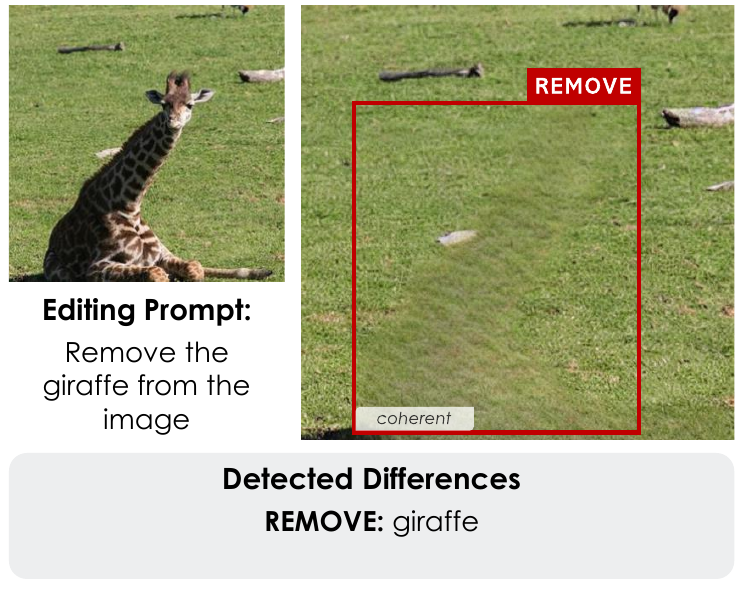 REMOVE
coherent
Editing Prompt:
Remove the
giraffe from the
image
Detected Differences
REMOVE: giraffe